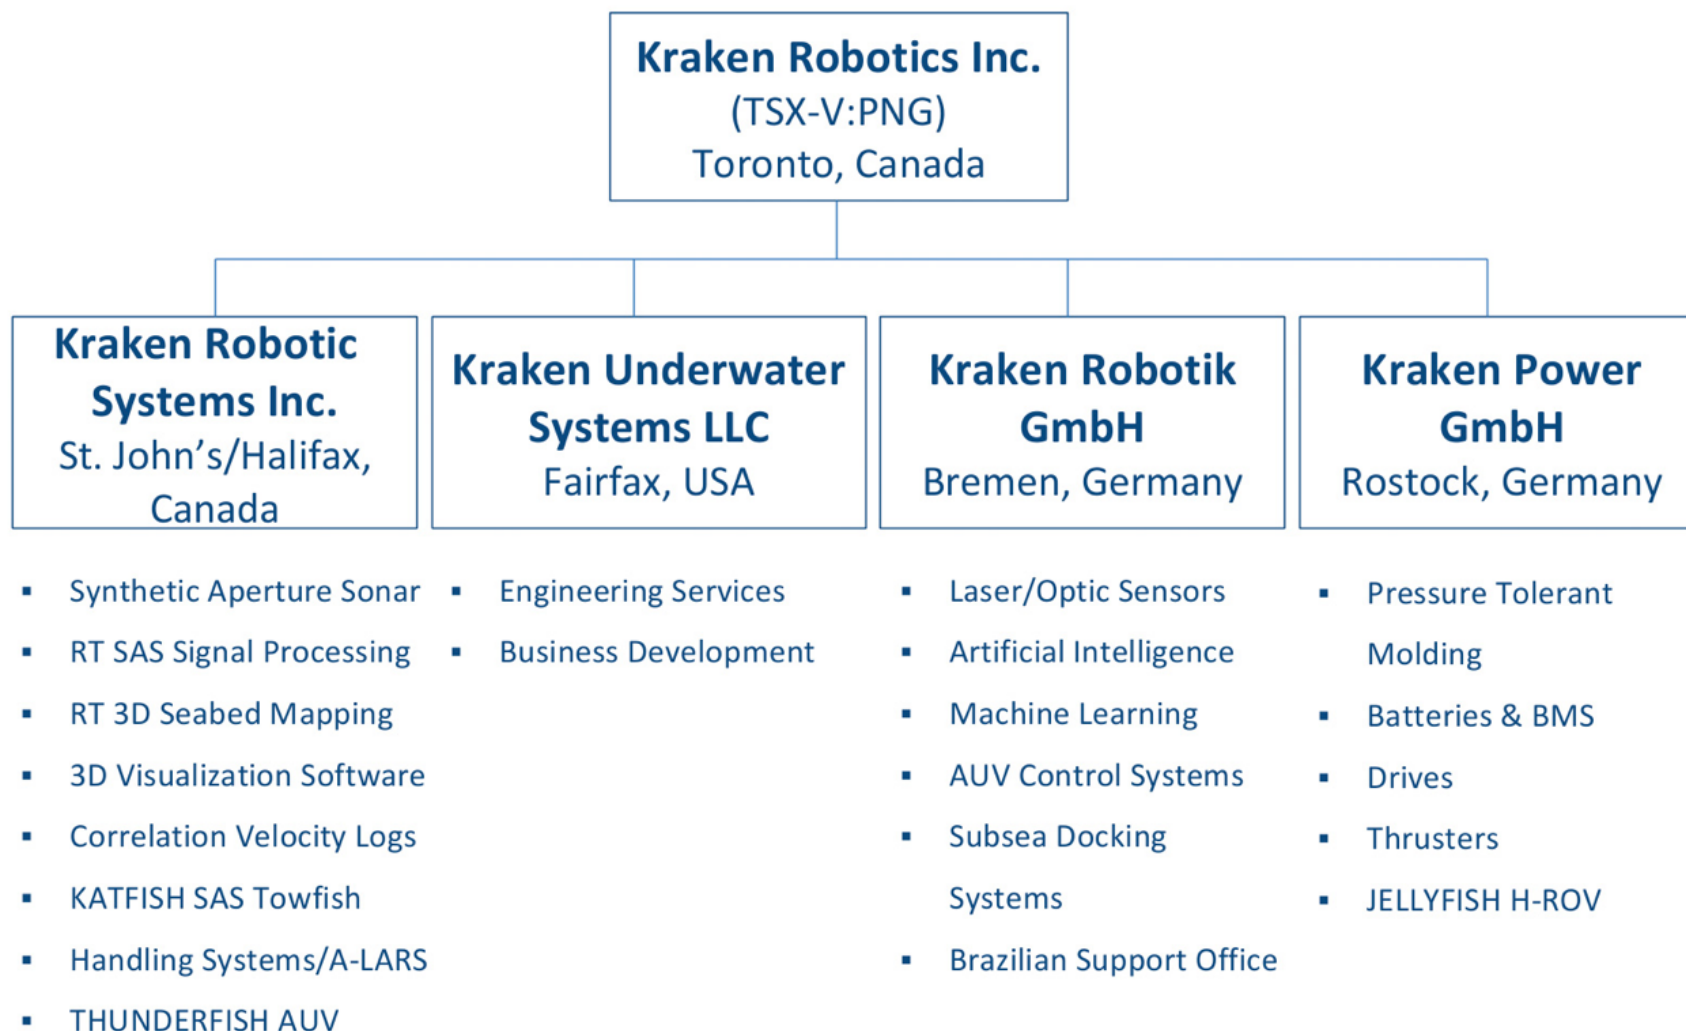 Kraken Robotics Inc.
(TSX-V:PNG)
Toronto, Canada
Kraken Robotic
Systems Inc.
St. John’s/Halifax,
Canada
Kraken Underwater
Systems LLC
Fairfax, USA
Kraken Robotik
GmbH
Bremen, Germany
Kraken Power
GmbH
Rostock, Germany
▪ Synthetic Aperture Sonar
▪ RT SAS Signal Processing
▪ RT 3D Seabed Mapping
▪ 3D Visualization Software
▪ Correlation Velocity Logs
▪ KATFISH SAS Towfish
▪ Handling Systems/A-LARS
▪ THUNDERFISH AUV
▪ Engineering Services
▪ Business Development
▪ Laser/Optic Sensors
▪ Artificial Intelligence
▪ Machine Learning
▪ AUV Control Systems
▪ Subsea Docking
Systems
▪ Brazilian Support Office
▪ Pressure Tolerant
Molding
▪ Batteries & BMS
▪ Drives
▪ Thrusters
▪ JELLYFISH H-ROV